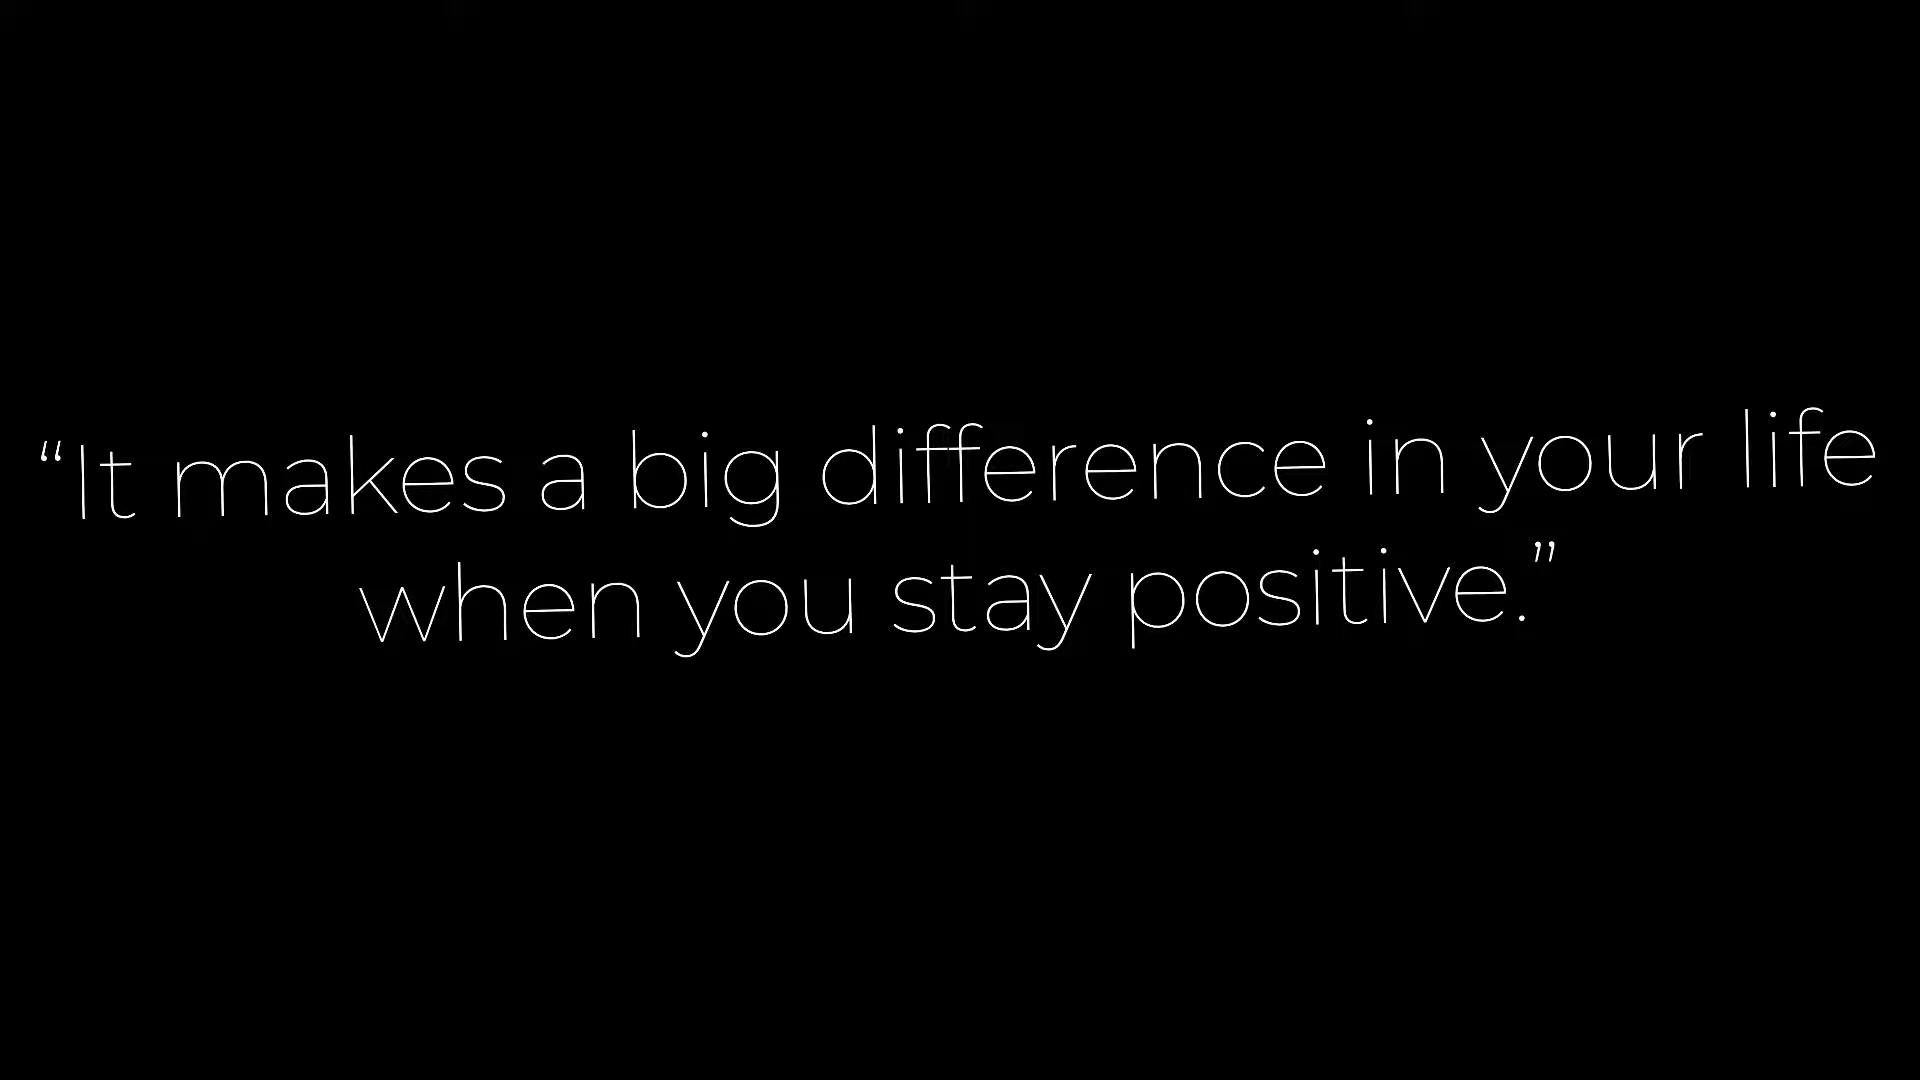 “It makes a big difference in your life
when you stay positive.”